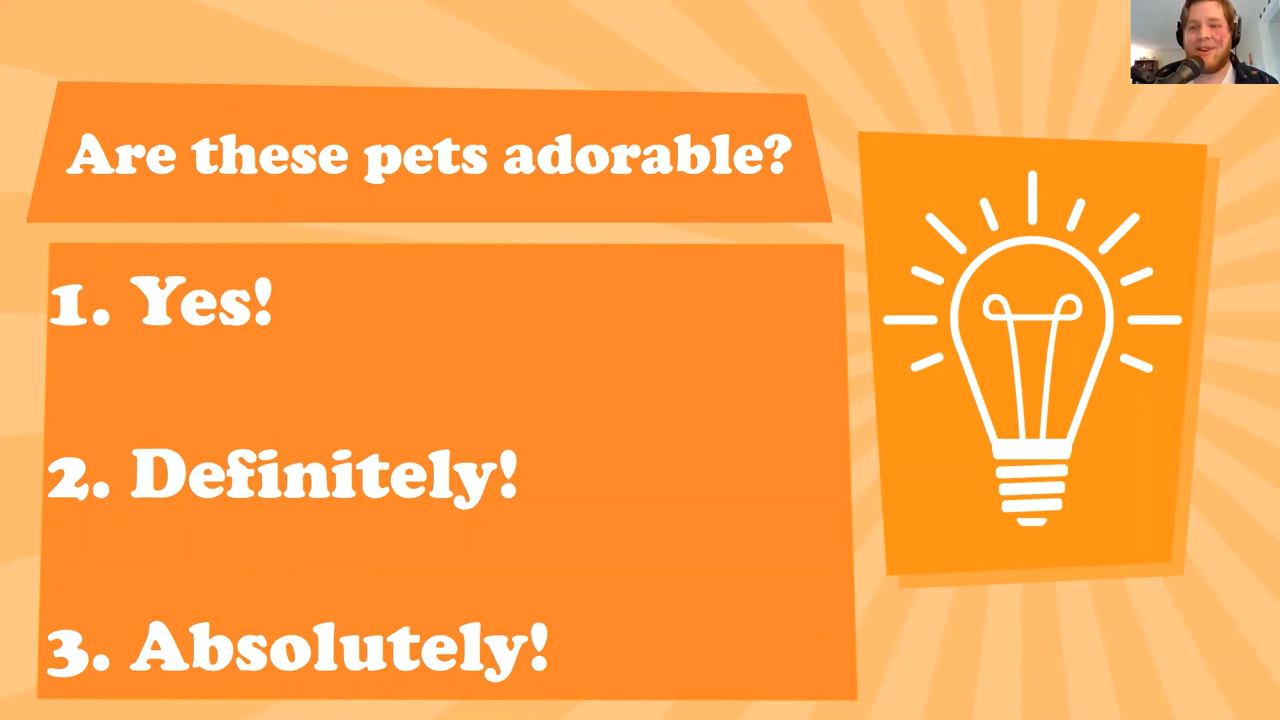 Are these pets adorable?
1. Yes!
2. Definitely!
3. Absolutely!